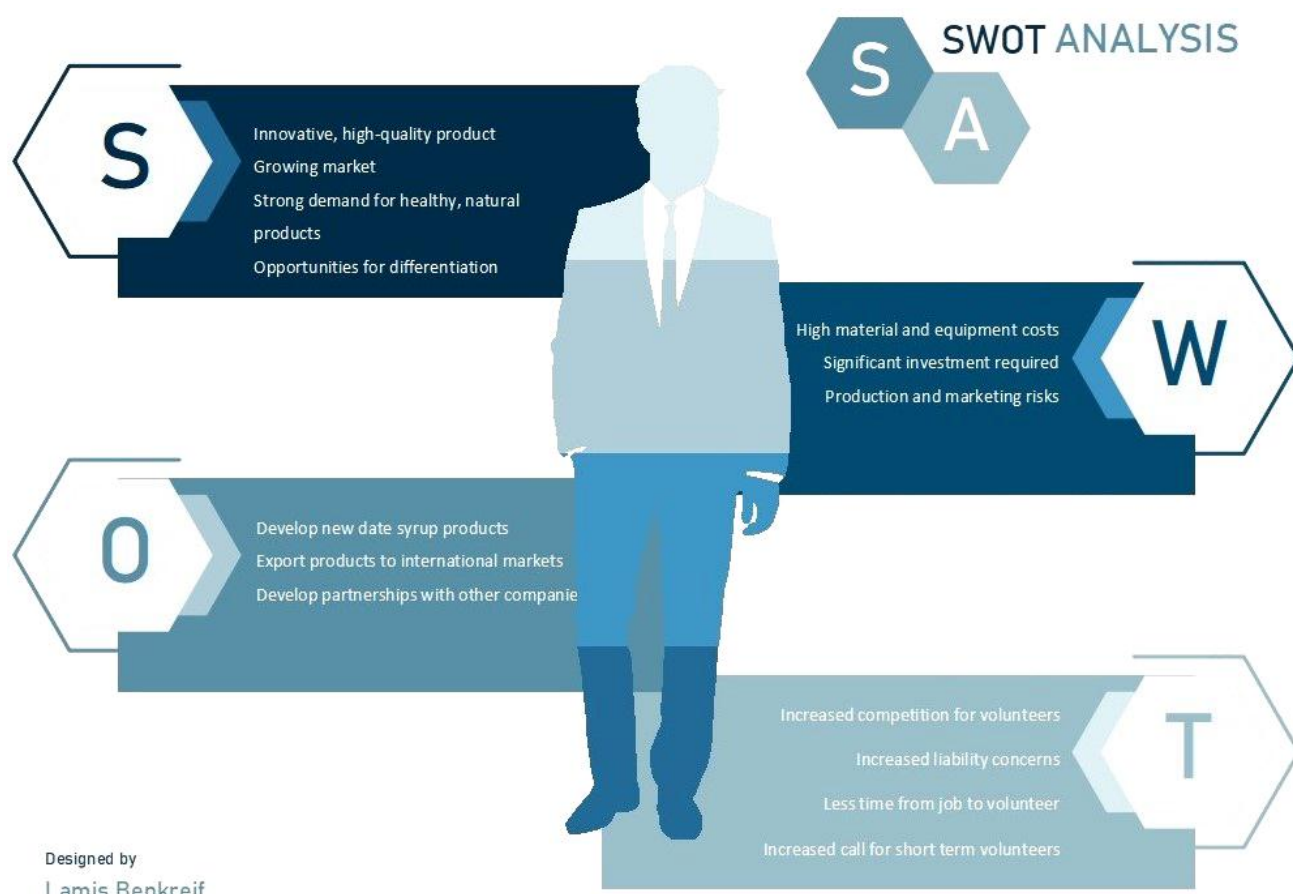 SWOT ANALYSIS
S
A
S
Innovative, high-quality product
Growing market
Strong demand for healthy, natural
products
Opportunities for differentiation
W
High material and equipment costs
Significant investment required
Production and marketing risks
O
Develop new date syrup products
Export products to international markets
Develop partnerships with other companie
T
Increased competition for volunteers
Increased liability concerns
Less time from job to volunteer
Increased call for short term volunteers
Designed by
Lamis Benkreif